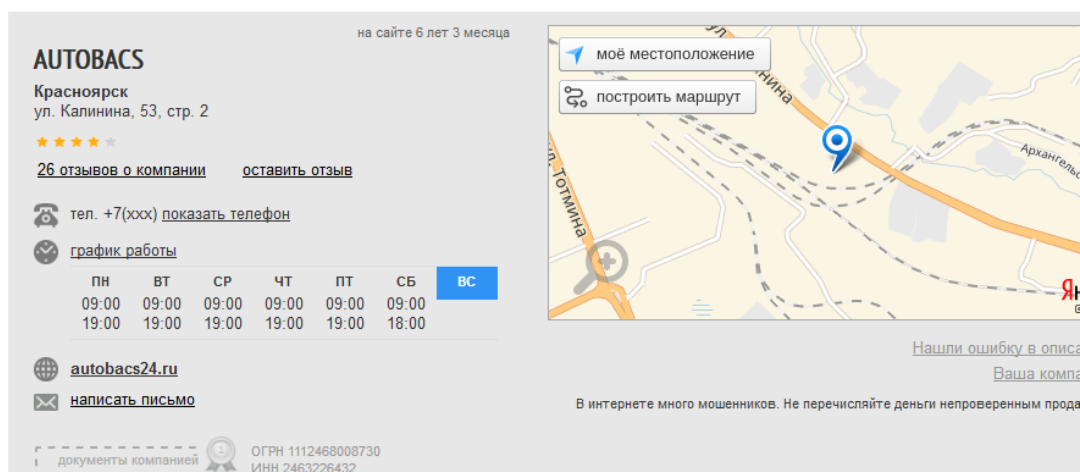 на сайте 6 лет 3 месяца
AUTOBACS
Красноярск
ул. Калинина, 53, стр. 2
26 отзывов о компании оставить отзыв
тел. +7(xxx) показать телефон
график работы
ПН ВТ СР ЧТ ПТ СБ ВС
09:00 09:00 09:00 09:00 09:00 09:00
19:00 19:00 19:00 19:00 19:00 18:00
autobacs24.ru
написать письмо
документы компанией
1
ОГРН 1112468008730
ИНН 2463226432
моё местоположение
построить маршрут
ул. Тотмина
Нашли ошибку в описа
Ваша компа
В интернете много мошенников. Не перечисляйте деньги непроверенным прода